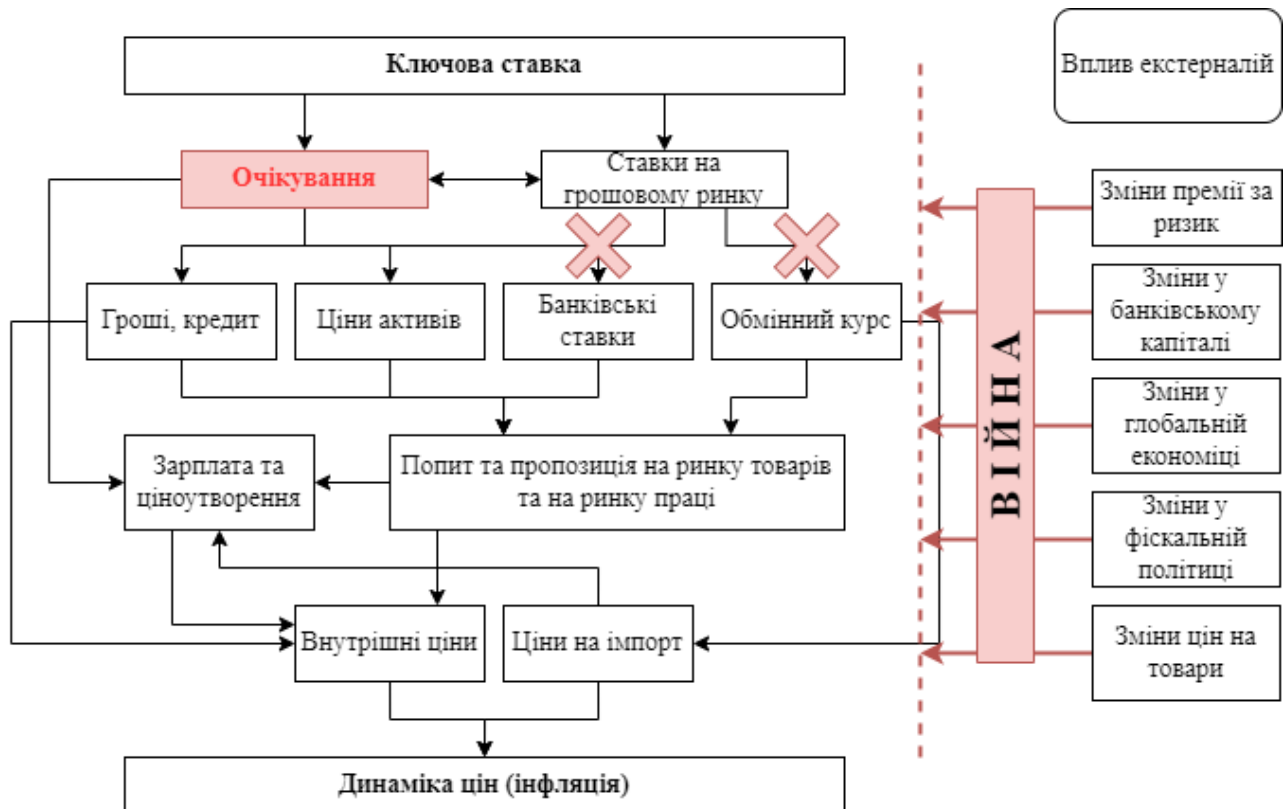 Ключова ставка
Вплив екстерналій
Очікування
Ставки на
грошовому ринку
Зміни премії за
ризик
Гроші, кредит
Ціни активів
Банківські
ставки
Обмінний курс
Зміни у
банківському
капіталі
ВІЙНА
Зміни у
глобальній
економіці
Зарплата та
ціноутворення
Попит та пропозиція на ринку товарів
та на ринку праці
Зміни у
фіскальній
політиці
Внутрішні ціни
Ціни на імпорт
Зміни цін на
товари
Динаміка цін (інфляція)